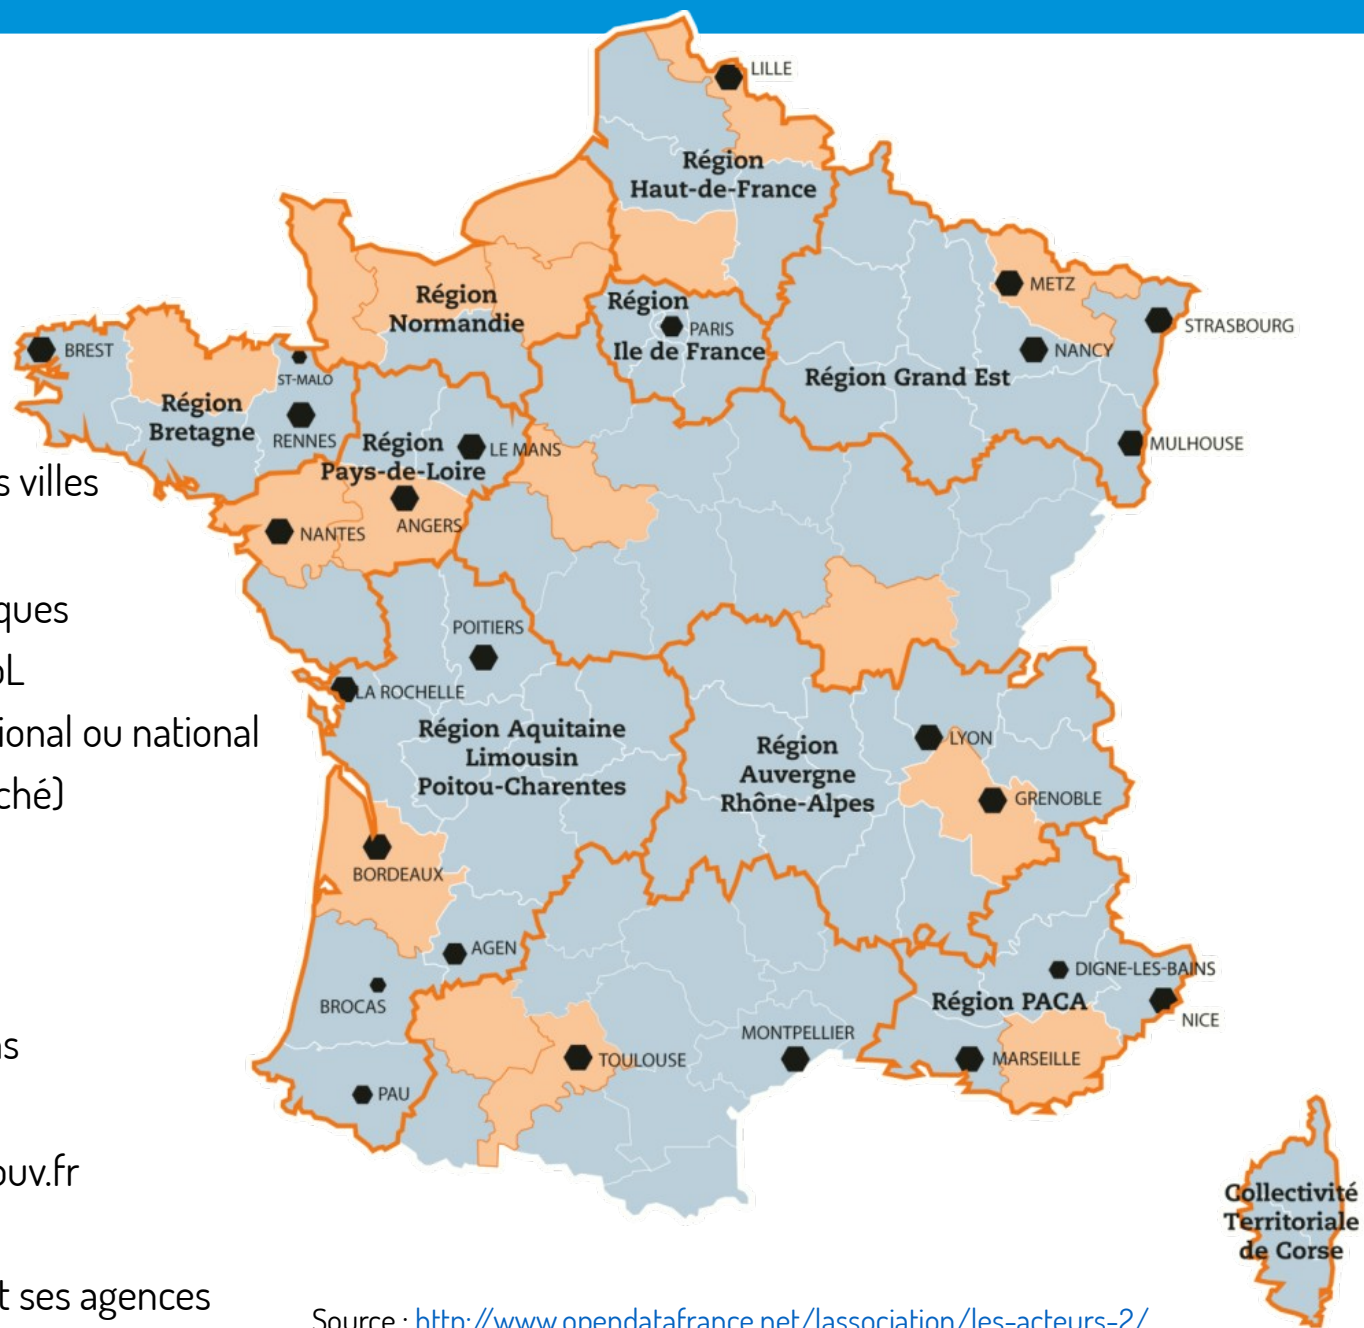 LILLE
Région
Haut-de-France
METZ
STRASBOURG
NANCY
MULHOUSE
Région Grand Est
Région
Normandie
Région
PARIS
Ile de France
BREST
ST-MALO
Région
Bretagne
RENNES
Région
Pays-de-Loire
LE MANS
ANGERS
NANTES
s villes
ques
oL
ional ou national
ché)
POITIERS
LA ROCHELLE
Région Aquitaine
Limousin
Poitou-Charentes
Région
Auvergne
Rhône-Alpes
LYON
GRENOBLE
BORDEAUX
AGEN
BROCAS
PAU
TOULOUSE
MONTPELLIER
DIGNE-LES-BAINS
Région PACA
NICE
MARSEILLE
ns
ouv.fr
t ses agences
Collectivité
Territoriale
de Corse
Source : http://www.opendatafrance.net/lassociation/les-acteurs-2/